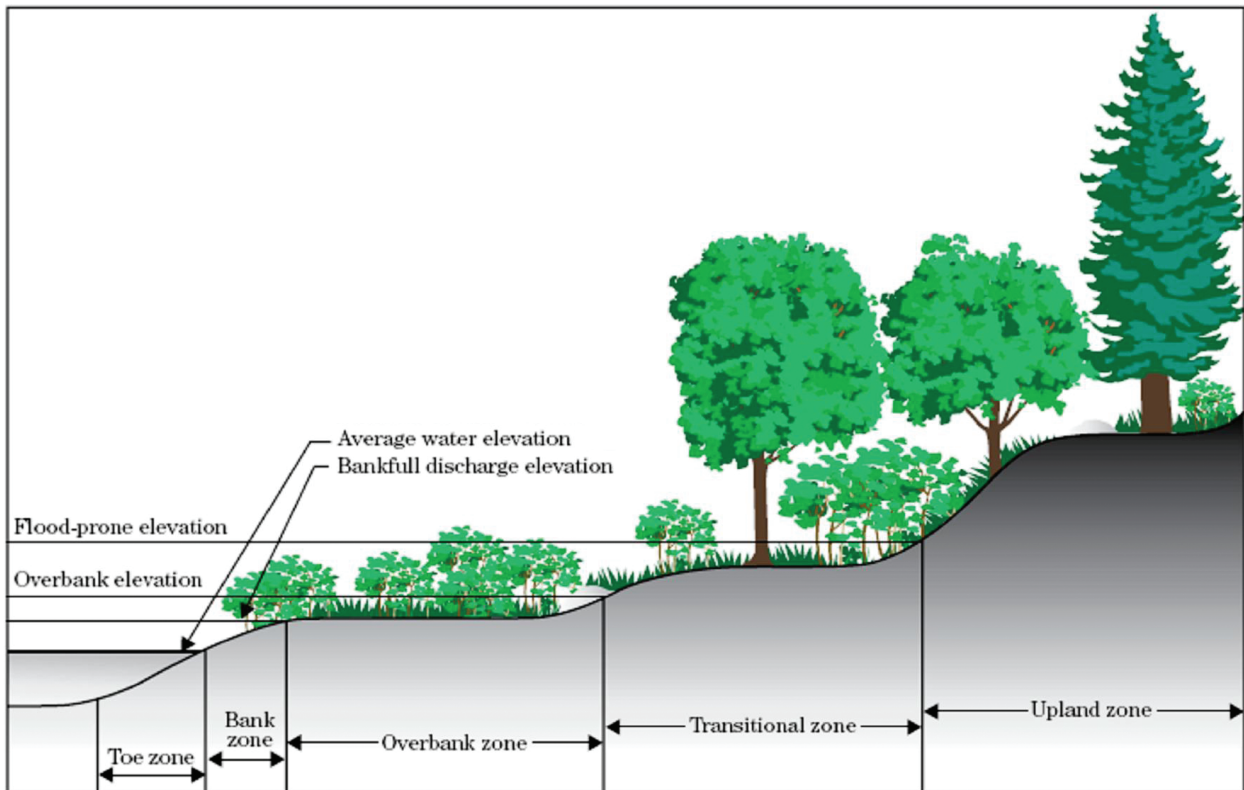 Average water elevation
Bankfull discharge elevation
Flood-prone elevation
Overbank elevation
Toe zone
Bank
zone
Overbank zone
Transitional zone
Upland zone